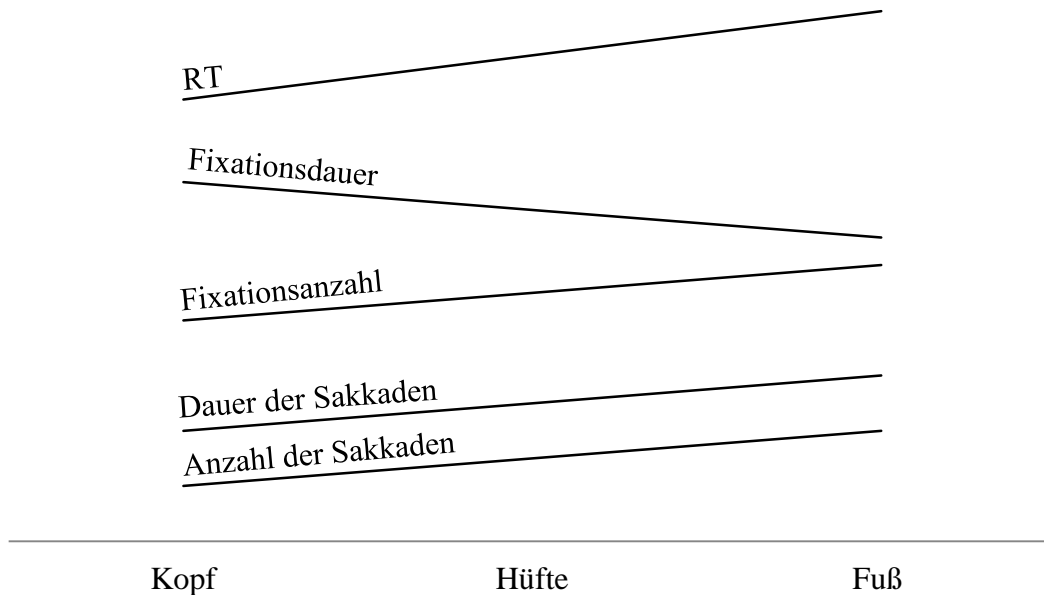 RT
Fixationsdauer
Fixationsanzahl
Dauer der Sakkaden
Anzahl der Sakkaden
Kopf Hüfte Fuß